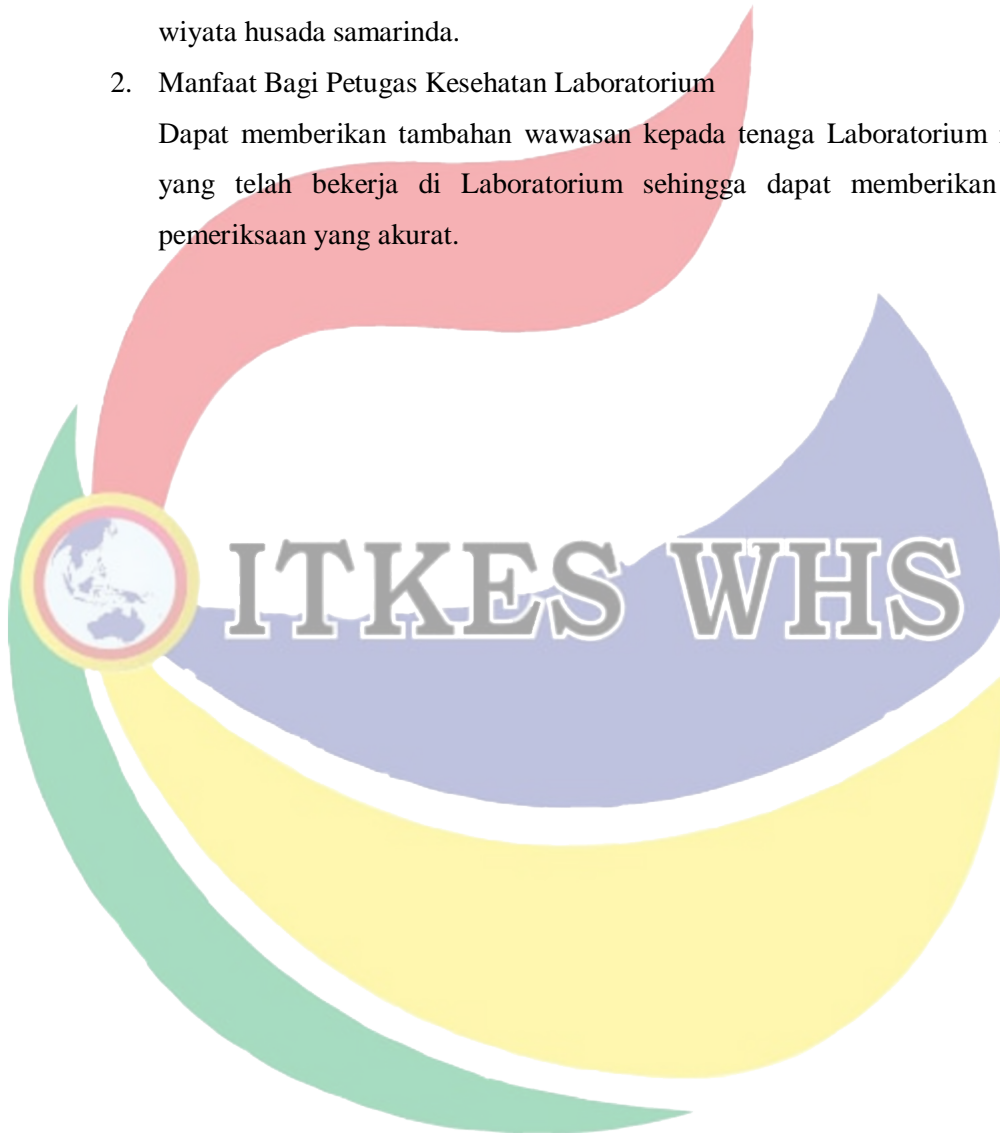 wiyata husada samarinda.
2. Manfaat Bagi Petugas Kesehatan Laboratorium
Dapat memberikan tambahan wawasan kepada tenaga Laboratorium
yang telah bekerja di Laboratorium sehingga dapat memberikan
pemeriksaan yang akurat.
ITKES WHS